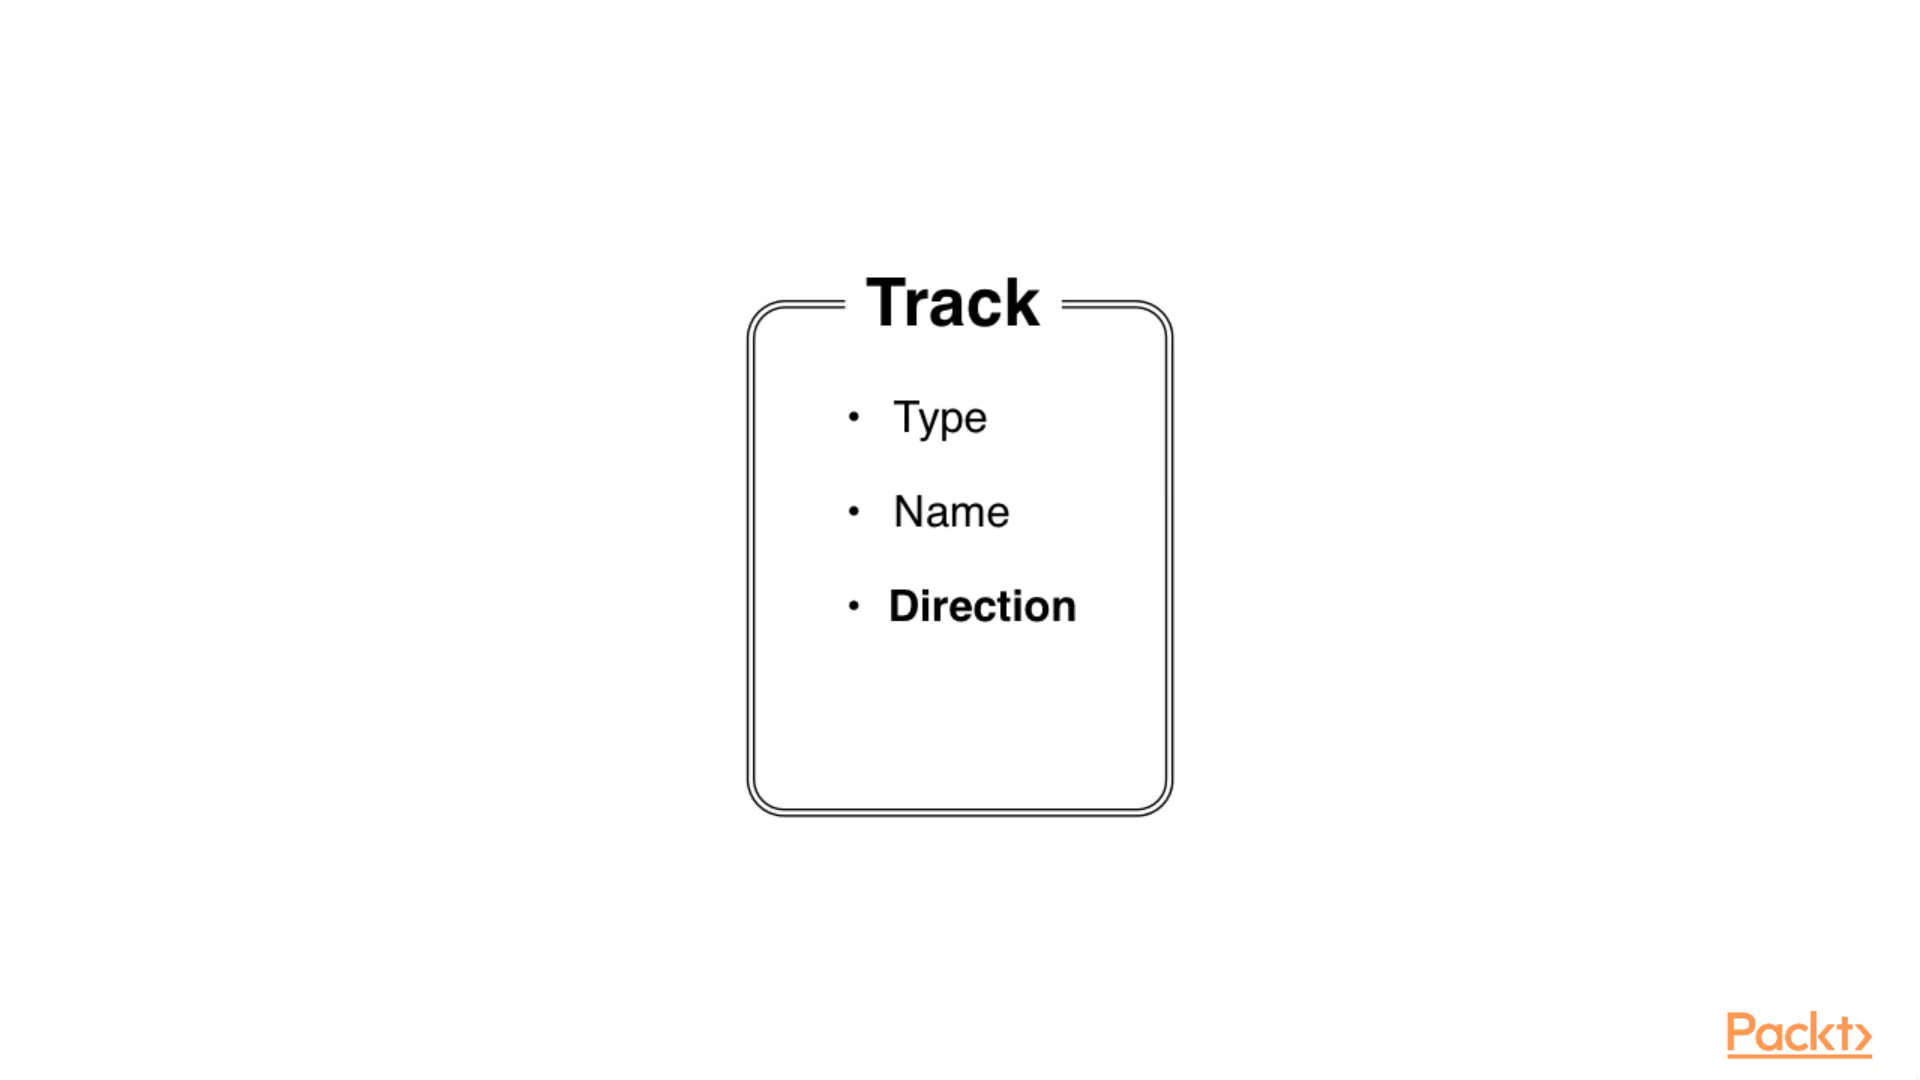 Track
• Type
• Name
• Direction
Packt>